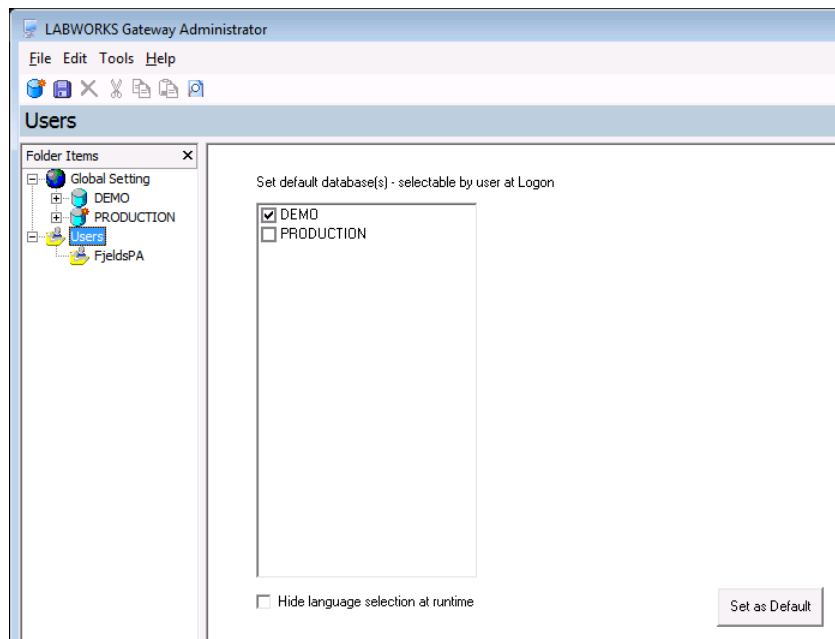 LABWORKS Gateway Administrator
File Edit Tools Help
Users
Folder Items
Global Setting
DEMO
PRODUCTION
Users
FjeldsPA
Set default database(s) - selectable by user at Logon
DEMO
PRODUCTION
Hide language selection at runtime
Set as Default